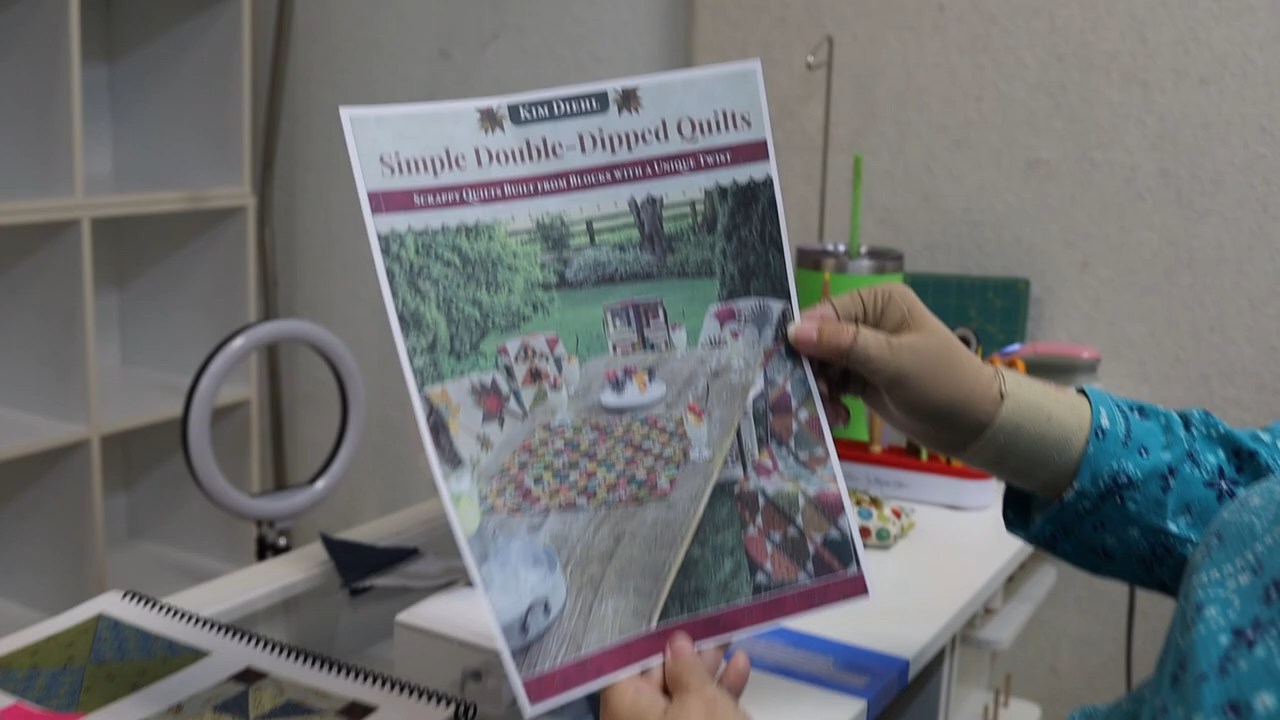 KIM DIEHL
Simple Double-Dipped Quilts
SCRAPPY QUILTS BUILT FROM BLOCKS WITH A UNIQUE TWIST